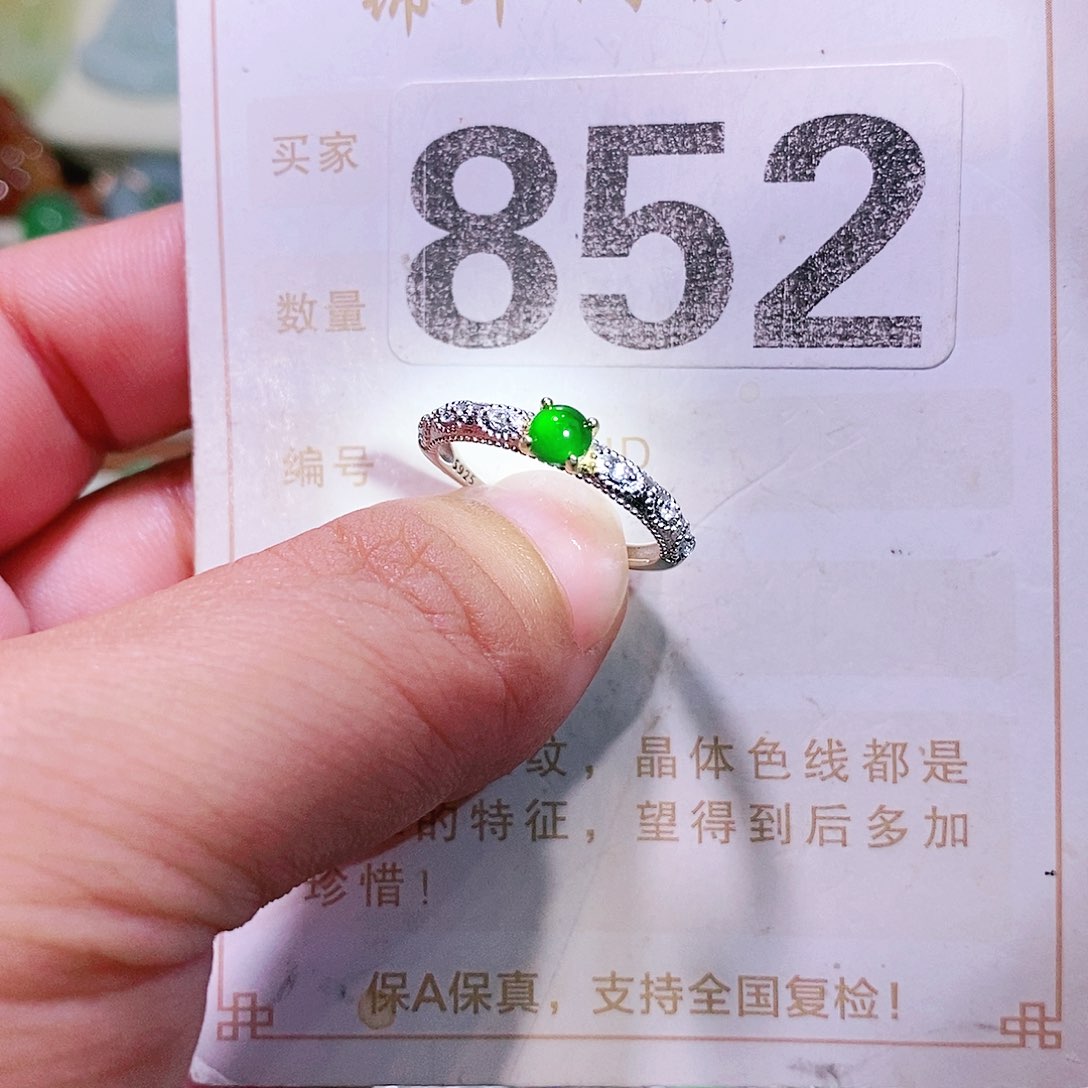 买家
852
数量
编号
S925
纹，晶体色线都是
的特征，望得到后多加
珍惜！
保A保真，支持全国复检！